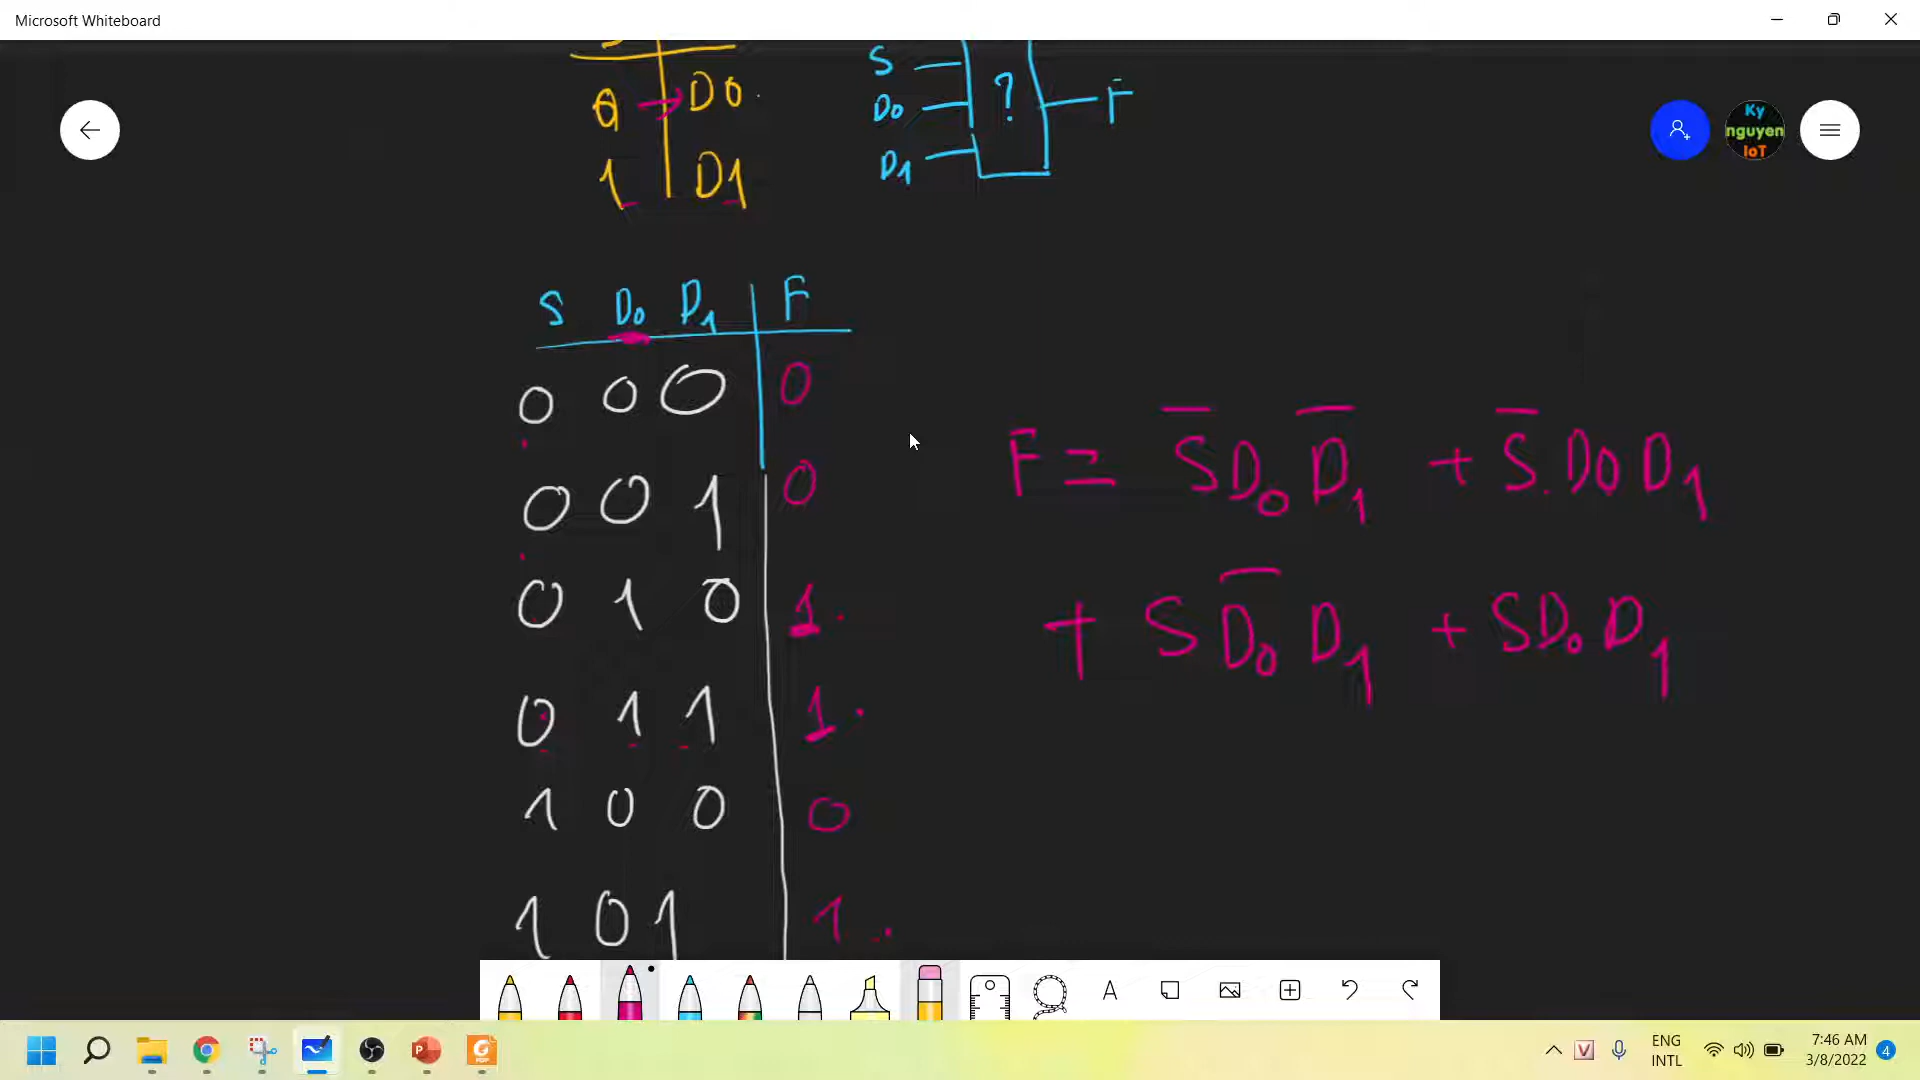 Microsoft Whiteboard
0 → D0
1 D1
S
D0
D1
?
F
Ky
nguyen
IoT
S D0 D1 F
0 0 0 0
0 0 1 0
0 1 0 1
0 1 1 1
1 0 0 0
1 0 1 1
F = S̅D₀D̅₁ + S̅.D0D₁
+ SD̅₀D₁ + SD₀D₁
A
ENG
INTL
7:46 AM
3/8/2022
4
V
PDF